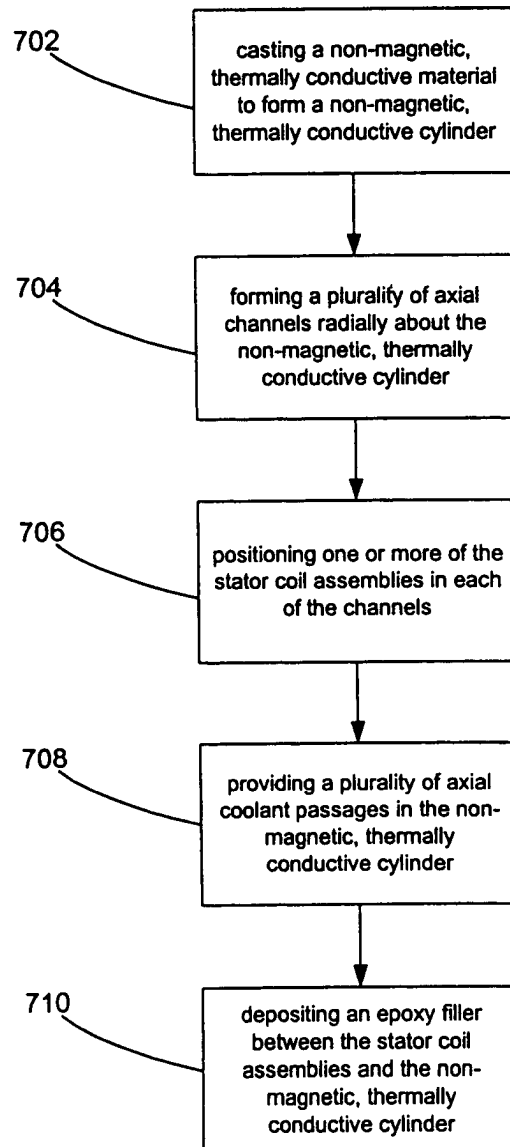 702
casting a non-magnetic,
thermally conductive material
to form a non-magnetic,
thermally conductive cylinder
704
forming a plurality of axial
channels radially about the
non-magnetic, thermally
conductive cylinder
706
positioning one or more of the
stator coil assemblies in each
of the channels
708
providing a plurality of axial
coolant passages in the non-
magnetic, thermally
conductive cylinder
710
depositing an epoxy filler
between the stator coil
assemblies and the non-
magnetic, thermally
conductive cylinder